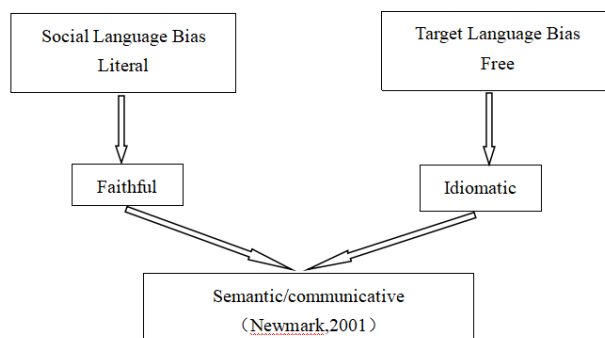 Social Language Bias
Literal
Target Language Bias
Free
Faithful
Idiomatic
Semantic/communicative
（Newmark,2001）